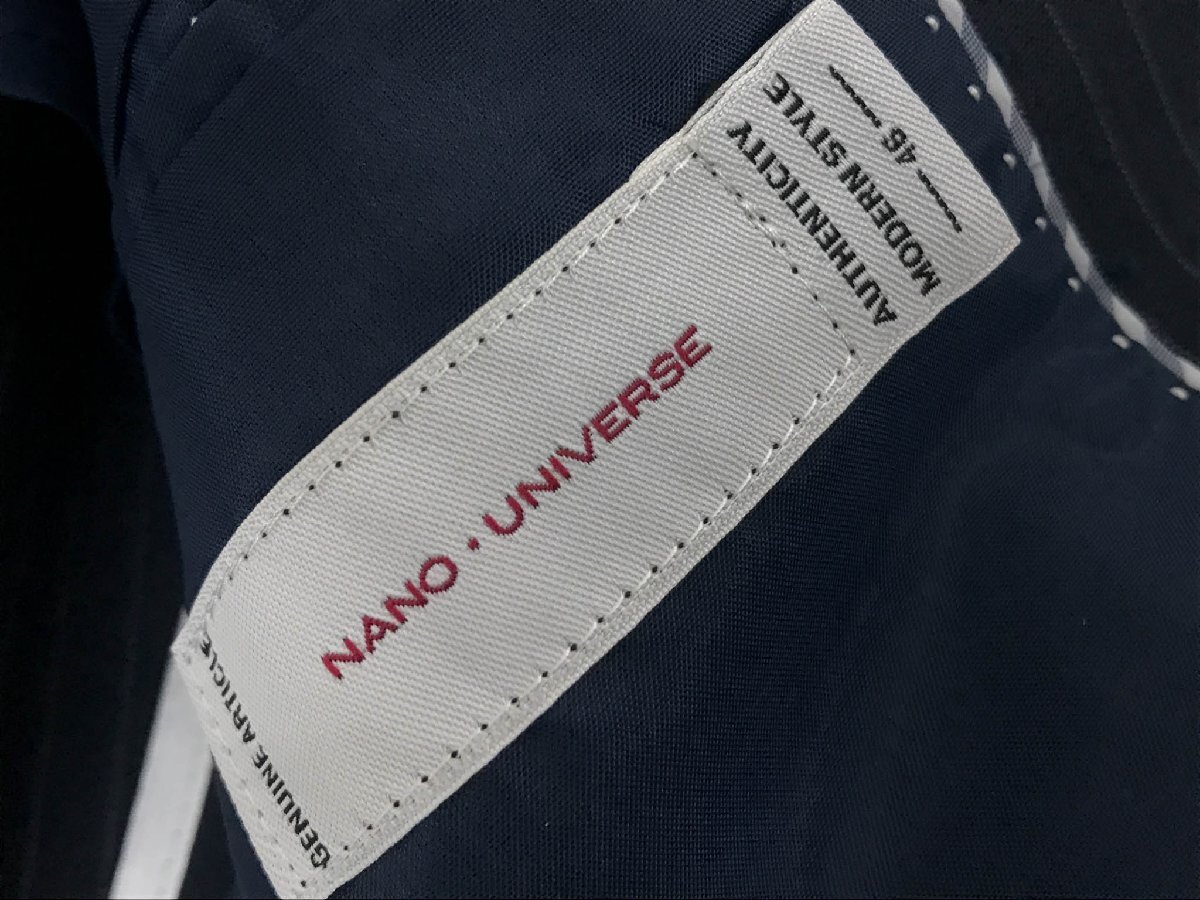 46
MODERN STYLE
AUTHENTICITY
NANO・UNIVERSE
GENUINE ARTICLE